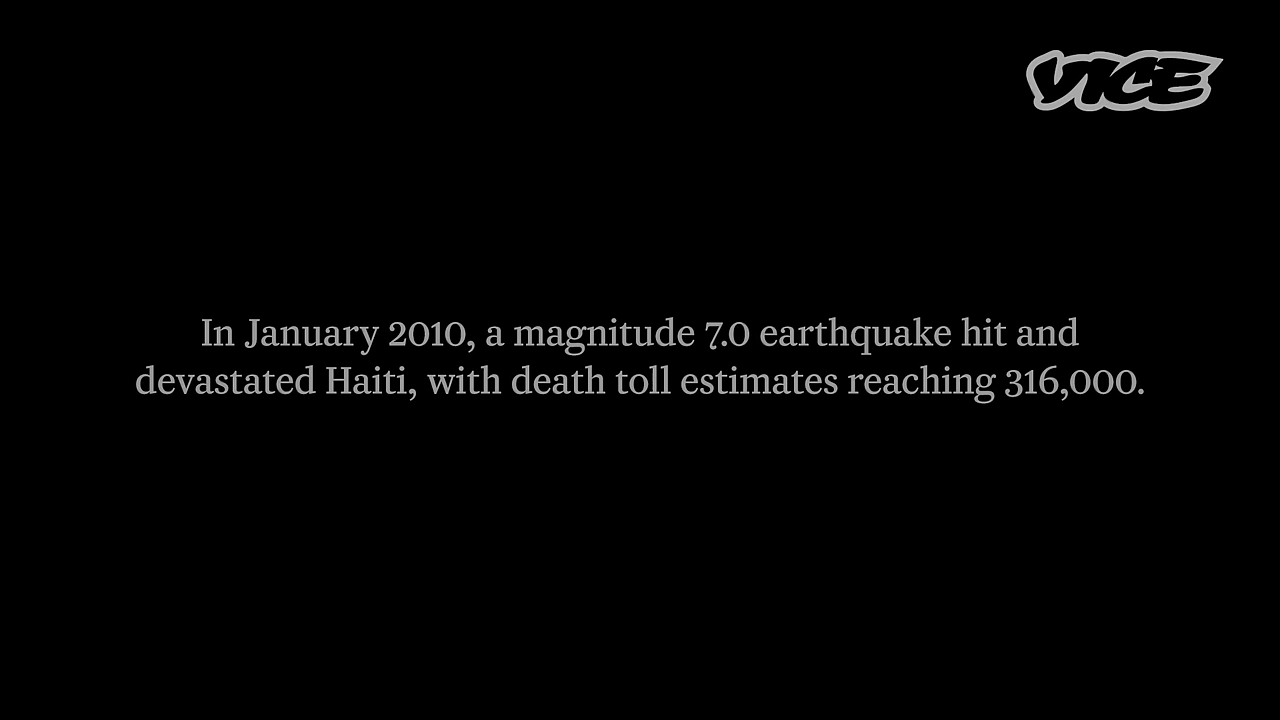 VICE
In January 2010, a magnitude 7.0 earthquake hit and
devastated Haiti, with death toll estimates reaching 316,000.